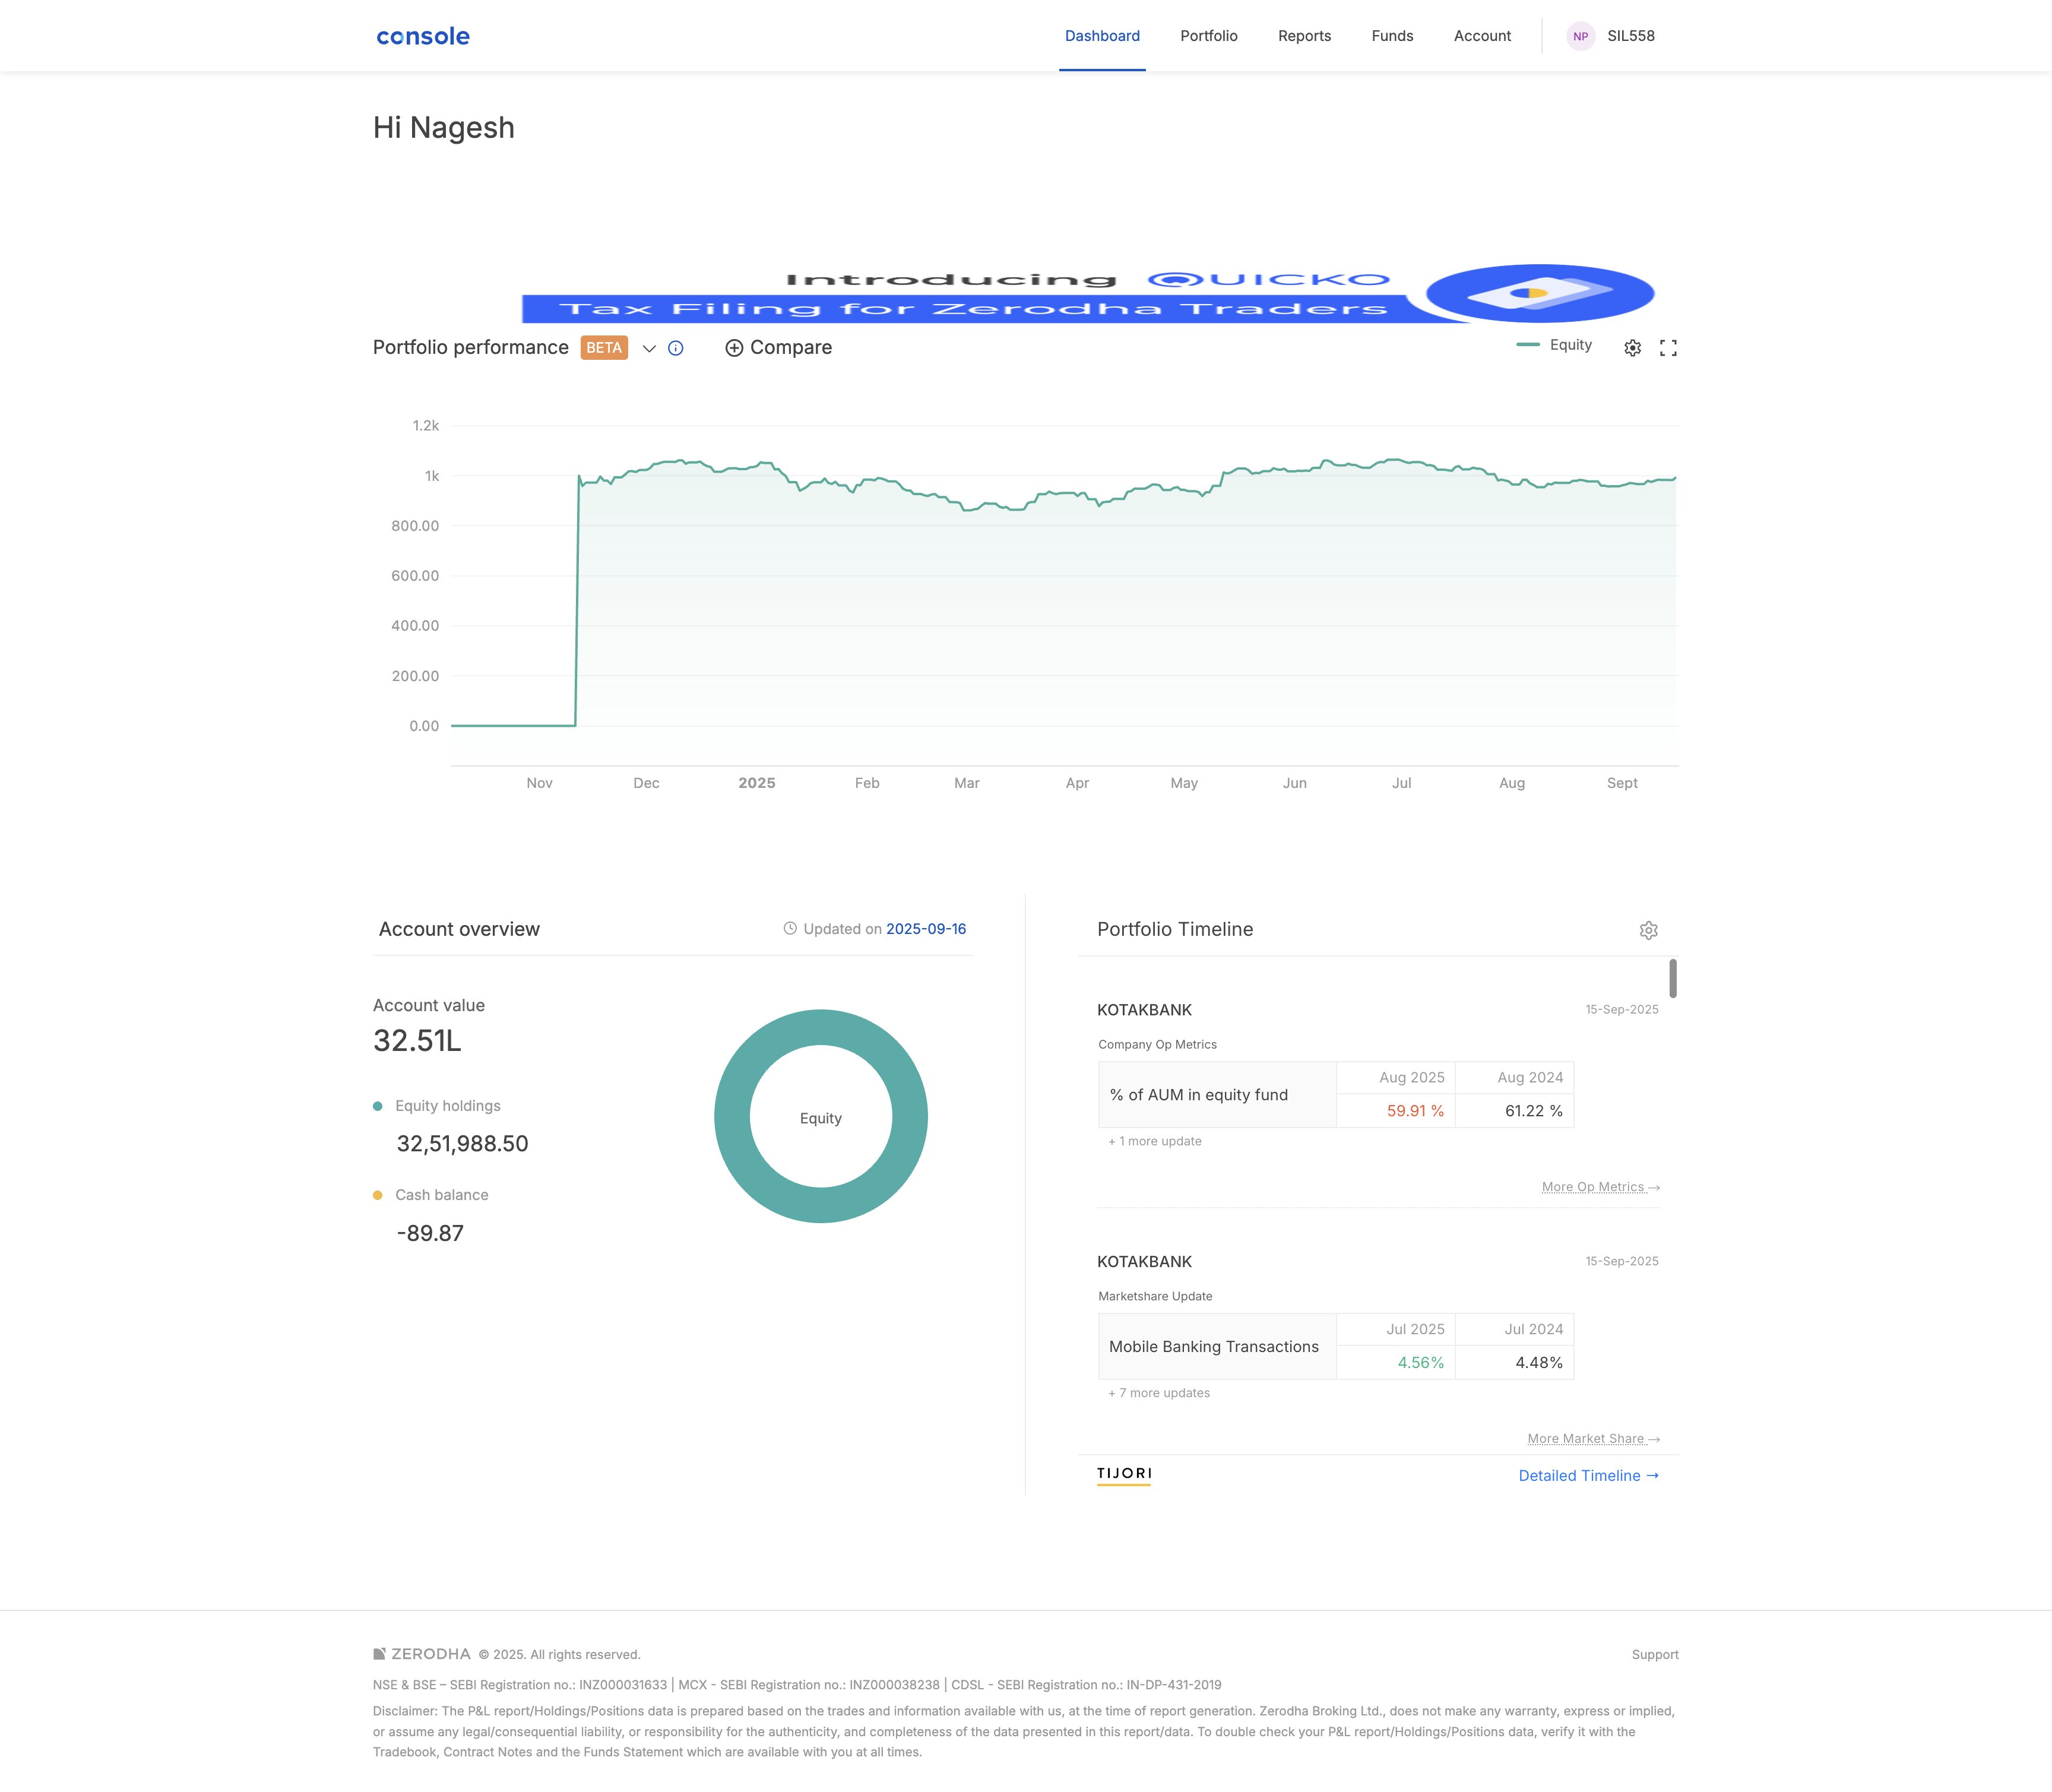 console
Dashboard Portfolio Reports Funds Account NP SIL558
Hi Nagesh
Introducing QUICKO
Tax Filing for Zerodha Traders
Portfolio performance BETA Compare Equity
1.2k
1k
800.00
600.00
400.00
200.00
0.00
Nov Dec 2025 Feb Mar Apr May Jun Jul Aug Sept
Account overview Updated on 2025-09-16
Account value
32.51L
Equity holdings
32,51,988.50
Cash balance
-89.87
Equity
Portfolio Timeline
KOTAKBANK 15-Sep-2025
Company Op Metrics
% of AUM in equity fund
Aug 2025 Aug 2024
59.91 % 61.22 %
+ 1 more update
More Op Metrics →
KOTAKBANK 15-Sep-2025
Marketshare Update
Mobile Banking Transactions
Jul 2025 Jul 2024
4.56% 4.48%
+ 7 more updates
More Market Share →
TIJORI Detailed Timeline →
ZERODHA © 2025. All rights reserved. Support
NSE & BSE – SEBI Registration no.: INZ000031633 | MCX - SEBI Registration no.: INZ000038238 | CDSL - SEBI Registration no.: IN-DP-431-2019
Disclaimer: The P&L report/Holdings/Positions data is prepared based on the trades and information available with us, at the time of report generation. Zerodha Broking Ltd., does not make any warranty, express or implied,
or assume any legal/consequential liability, or responsibility for the authenticity, and completeness of the data presented in this report/data. To double check your P&L report/Holdings/Positions data, verify it with the
Tradebook, Contract Notes and the Funds Statement which are available with you at all times.